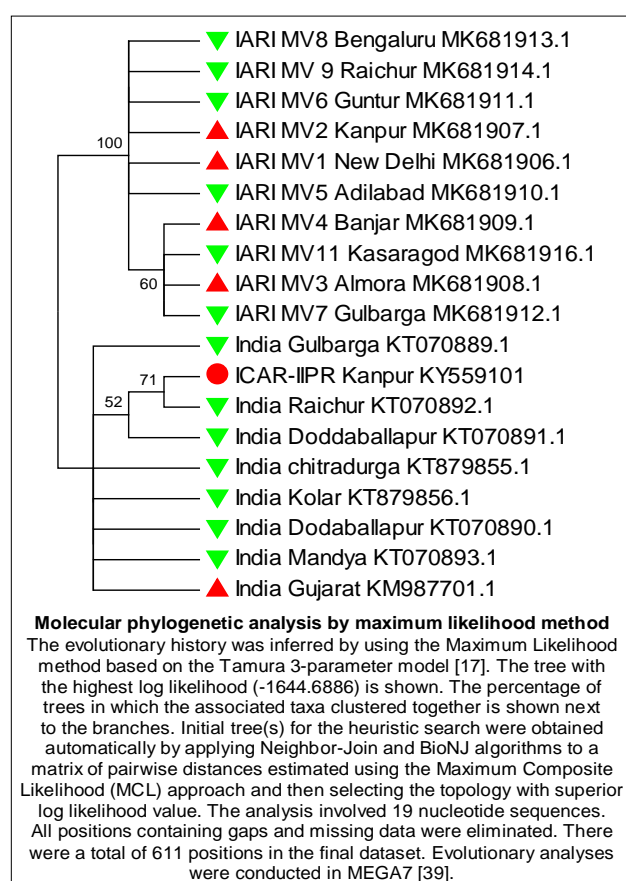 IARI MV8 Bengaluru MK681913.1
IARI MV 9 Raichur MK681914.1
IARI MV6 Guntur MK681911.1
IARI MV2 Kanpur MK681907.1
100
IARI MV1 New Delhi MK681906.1
IARI MV5 Adilabad MK681910.1
IARI MV4 Banjar MK681909.1
IARI MV11 Kasaragod MK681916.1
60
IARI MV3 Almora MK681908.1
IARI MV7 Gulbarga MK681912.1
India Gulbarga KT070889.1
71
ICAR-IIPR Kanpur KY559101
52
India Raichur KT070892.1
India Doddaballapur KT070891.1
India chitradurga KT879855.1
India Kolar KT879856.1
India Dodaballapur KT070890.1
India Mandya KT070893.1
India Gujarat KM987701.1
Molecular phylogenetic analysis by maximum likelihood method
The evolutionary history was inferred by using the Maximum Likelihood
method based on the Tamura 3-parameter model [17]. The tree with
the highest log likelihood (-1644.6886) is shown. The percentage of
trees in which the associated taxa clustered together is shown next
to the branches. Initial tree(s) for the heuristic search were obtained
automatically by applying Neighbor-Join and BioNJ algorithms to a
matrix of pairwise distances estimated using the Maximum Composite
Likelihood (MCL) approach and then selecting the topology with superior
log likelihood value. The analysis involved 19 nucleotide sequences.
All positions containing gaps and missing data were eliminated. There
were a total of 611 positions in the final dataset. Evolutionary analyses
were conducted in MEGA7 [39].